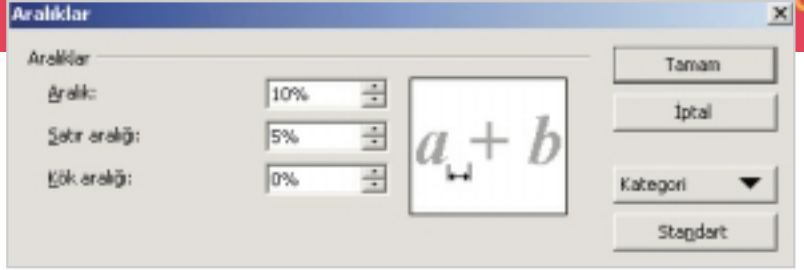 Aralıklar
Aralıklar
Aralık: 10%
Satır aralığı: 5%
Kök aralığı: 0%
a + b
Tamam
İptal
Kategori
Standart